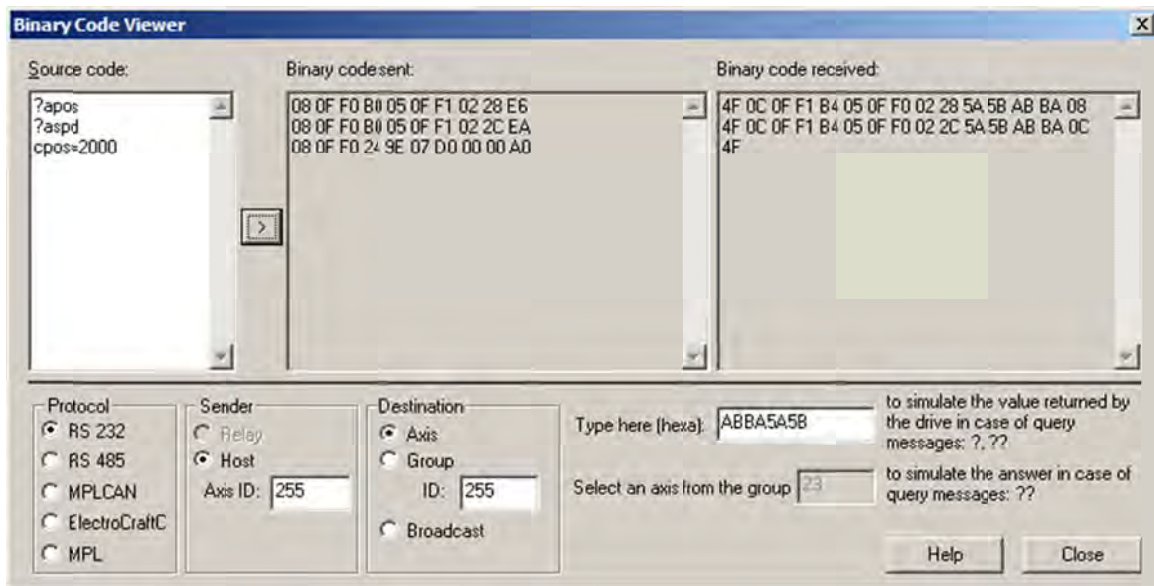 Binary Code Viewer
Source code:
Binary code sent:
Binary code received:
?apos
?aspd
cpos=2000
08 0F F0 B0 05 0F F1 02 28 E6
08 0F F0 B0 05 0F F1 02 2C EA
08 0F F0 24 9E 07 D0 00 00 A0
4F 0C 0F F1 B4 05 0F F0 02 28 5A 5B AB BA 08
4F 0C 0F F1 B4 05 0F F0 02 2C 5A 5B AB BA 0C
4F
>
Protocol
RS 232
RS 485
MPLCAN
ElectroCraftC
MPL
Sender
Relay
Host
Axis ID: 255
Destination
Axis
Group
ID: 255
Broadcast
Type here (hexa): ABBA5A5B
to simulate the value returned by
the drive in case of query
messages: ?, ??
Select an axis from the group 23
to simulate the answer in case of
query messages: ??
Help
Close